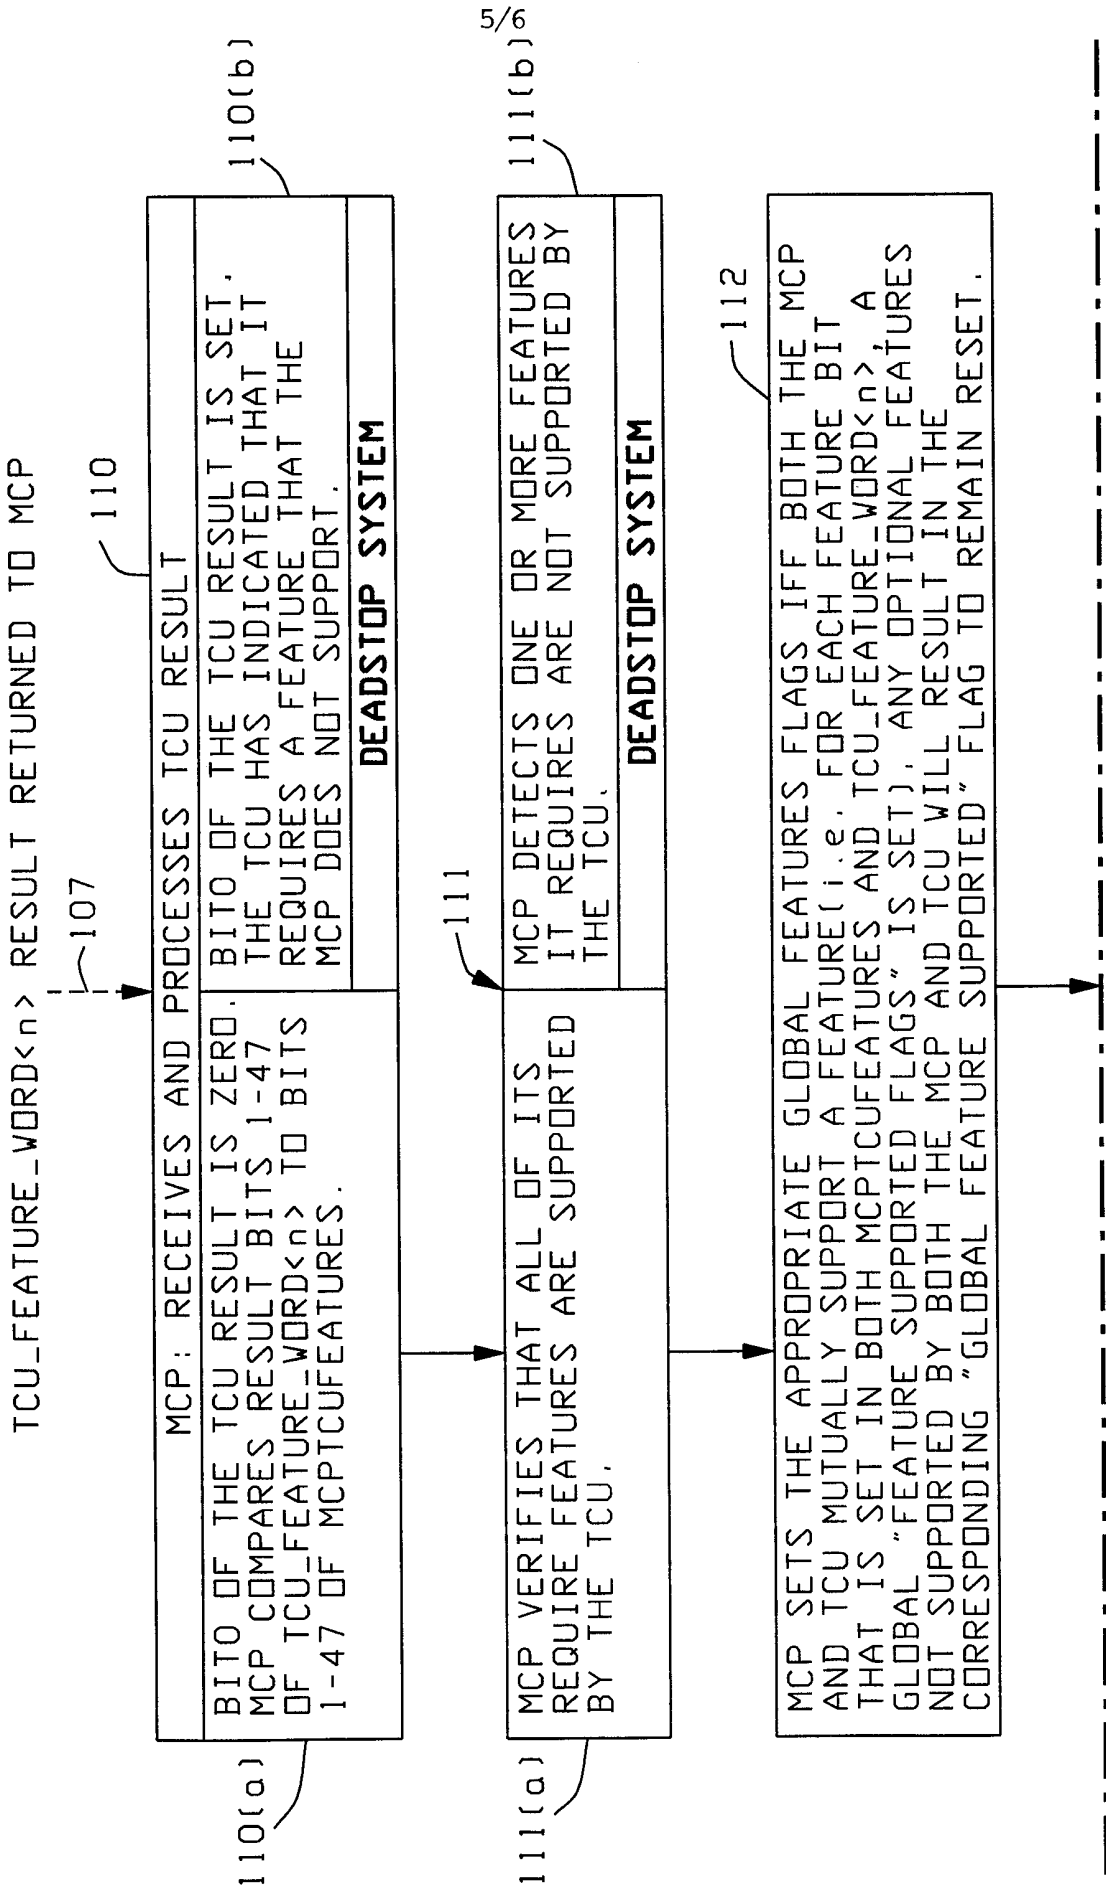 5/6
TCU_FEATURE_WORD<n> RESULT RETURNED TO MCP
107
110
MCP: RECEIVES AND PROCESSES TCU RESULT
110(a)
BITO OF THE TCU RESULT IS ZERO.
MCP COMPARES RESULT BITS 1-47
OF TCU_FEATURE_WORD<n> TO BITS
1-47 OF MCPTCUFEATURES.
110(b)
BITO OF THE TCU RESULT IS SET.
THE TCU HAS INDICATED THAT IT
REQUIRES A FEATURE THAT THE
MCP DOES NOT SUPPORT.
DEADSTOP SYSTEM
111
111(a)
MCP VERIFIES THAT ALL OF ITS
REQUIRE FEATURES ARE SUPPORTED
BY THE TCU.
111(b)
MCP DETECTS ONE OR MORE FEATURES
IT REQUIRES ARE NOT SUPPORTED BY
THE TCU.
DEADSTOP SYSTEM
112
MCP SETS THE APPROPRIATE GLOBAL FEATURES FLAGS IFF BOTH THE MCP
AND TCU MUTUALLY SUPPORT A FEATURE(i.e. FOR EACH FEATURE BIT
THAT IS SET IN BOTH MCPTCUFEATURES AND TCU_FEATURE_WORD<n>, A
GLOBAL "FEATURE SUPPORTED FLAGS" IS SET). ANY OPTIONAL FEATURES
NOT SUPPORTED BY BOTH THE MCP AND TCU WILL RESULT IN THE
CORRESPONDING "GLOBAL FEATURE SUPPORTED" FLAG TO REMAIN RESET.